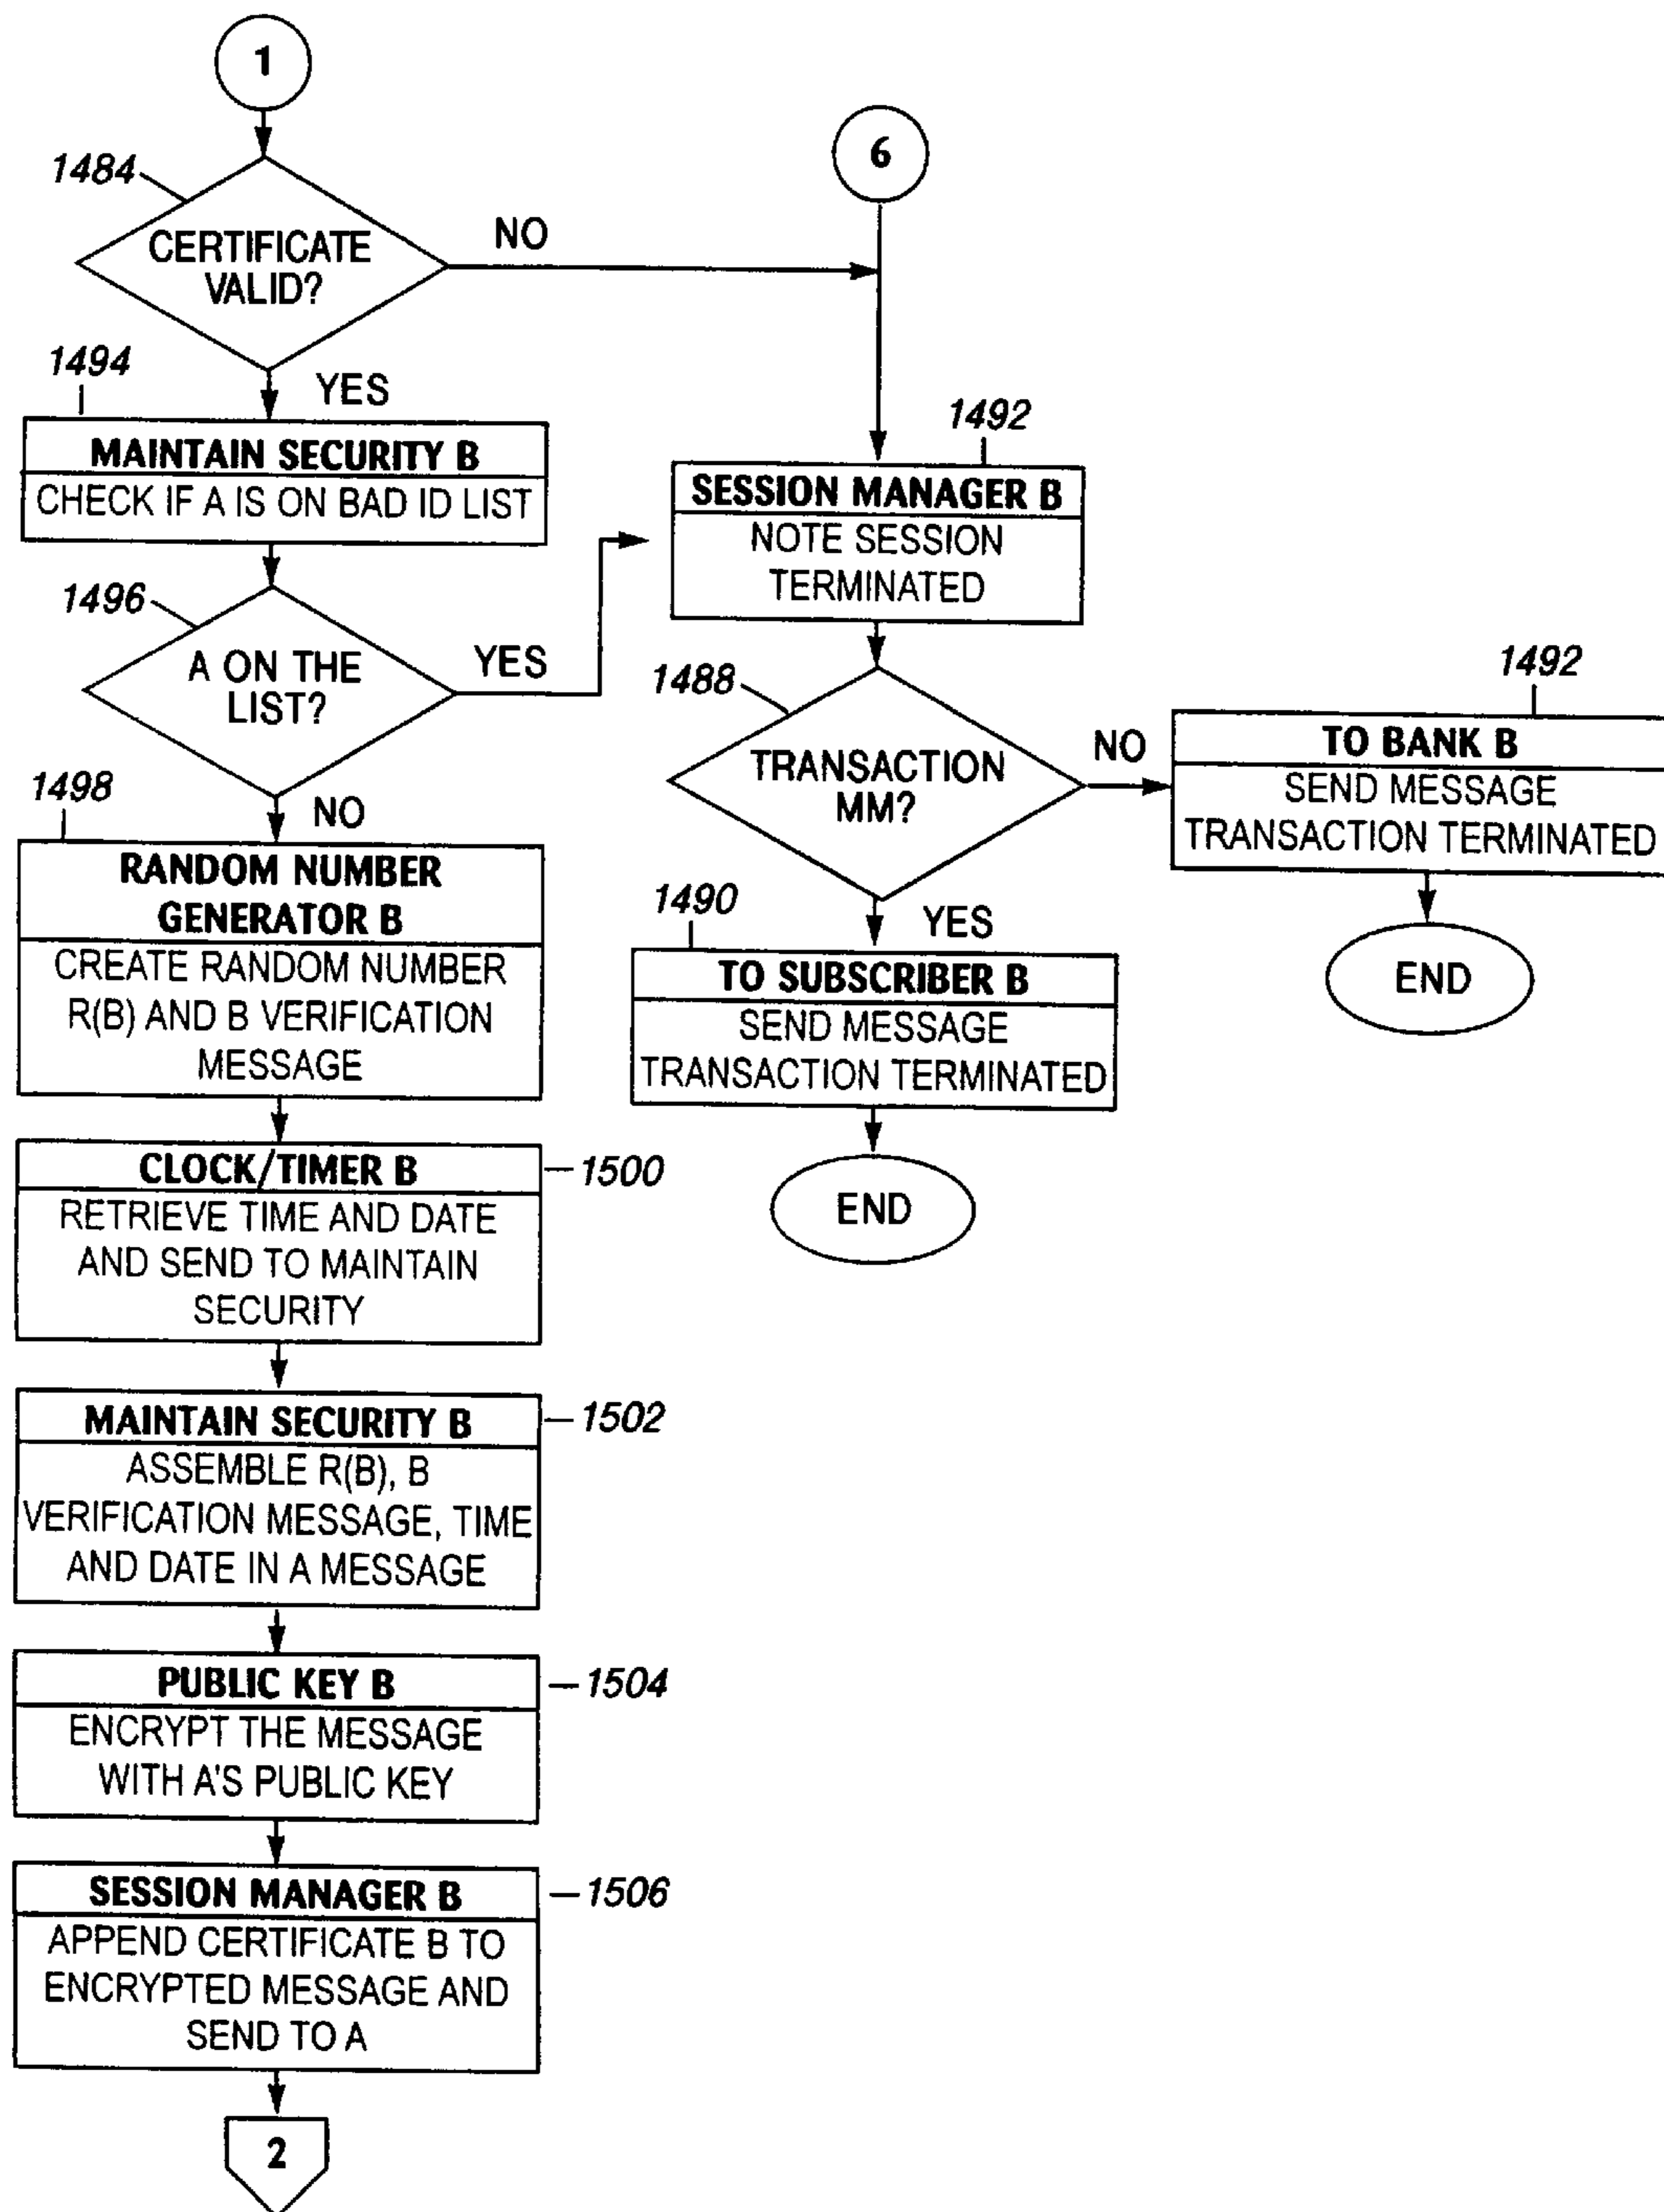 1
1484
CERTIFICATE
VALID?
NO
YES
6
1494
MAINTAIN SECURITY B
CHECK IF A IS ON BAD ID LIST
1496
A ON THE
LIST?
YES
NO
1492
SESSION MANAGER B
NOTE SESSION
TERMINATED
1488
TRANSACTION
MM?
NO
YES
1492
TO BANK B
SEND MESSAGE
TRANSACTION TERMINATED
END
1490
TO SUBSCRIBER B
SEND MESSAGE
TRANSACTION TERMINATED
END
1498
RANDOM NUMBER
GENERATOR B
CREATE RANDOM NUMBER
R(B) AND B VERIFICATION
MESSAGE
CLOCK/TIMER B
1500
RETRIEVE TIME AND DATE
AND SEND TO MAINTAIN
SECURITY
MAINTAIN SECURITY B
1502
ASSEMBLE R(B), B
VERIFICATION MESSAGE, TIME
AND DATE IN A MESSAGE
PUBLIC KEY B
1504
ENCRYPT THE MESSAGE
WITH A'S PUBLIC KEY
SESSION MANAGER B
1506
APPEND CERTIFICATE B TO
ENCRYPTED MESSAGE AND
SEND TO A
2